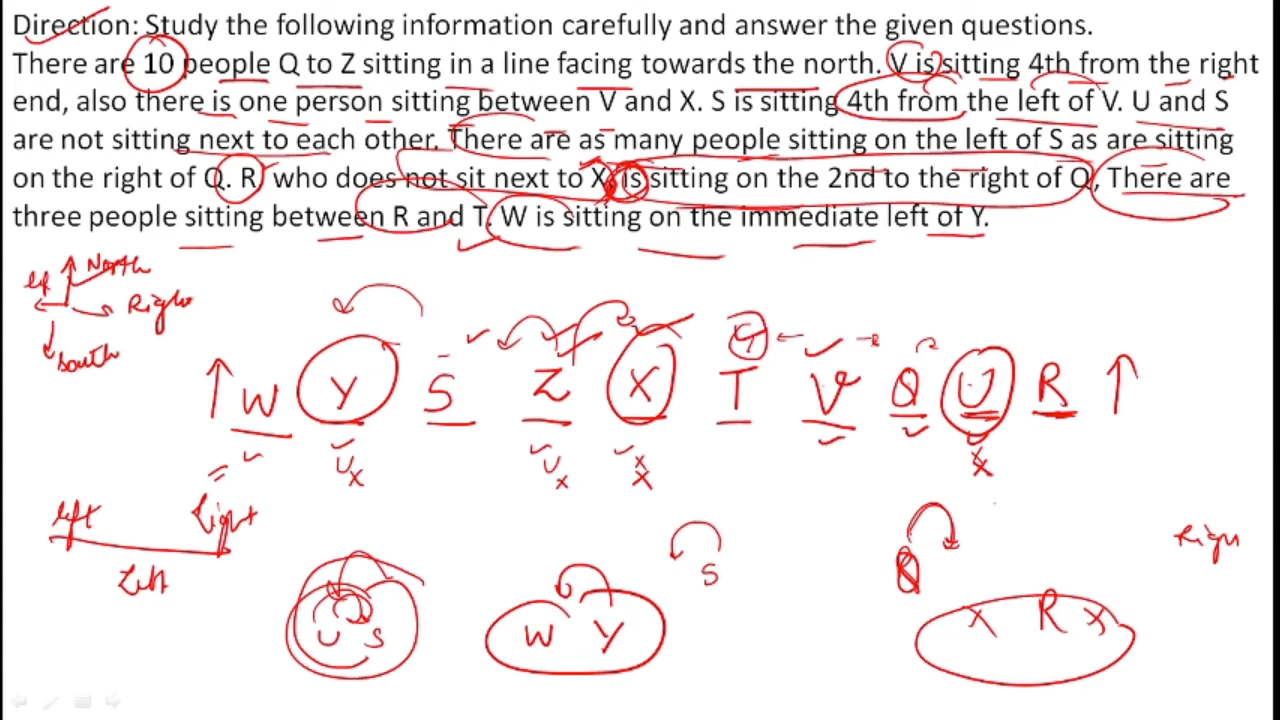 Direction: Study the following information carefully and answer the given questions.
There are 10 people Q to Z sitting in a line facing towards the north. V is sitting 4th from the right
end, also there is one person sitting between V and X. S is sitting 4th from the left of V. U and S
are not sitting next to each other. There are as many people sitting on the left of S as are sitting
on the right of Q. R, who does not sit next to X, is sitting on the 2nd to the right of Q, There are
three people sitting between R and T. W is sitting on the immediate left of Y.
North
Right
South
W Y S Z X T V Q U R
U X U X X X X
left Right
Left
S
Q
U S W Y X R X